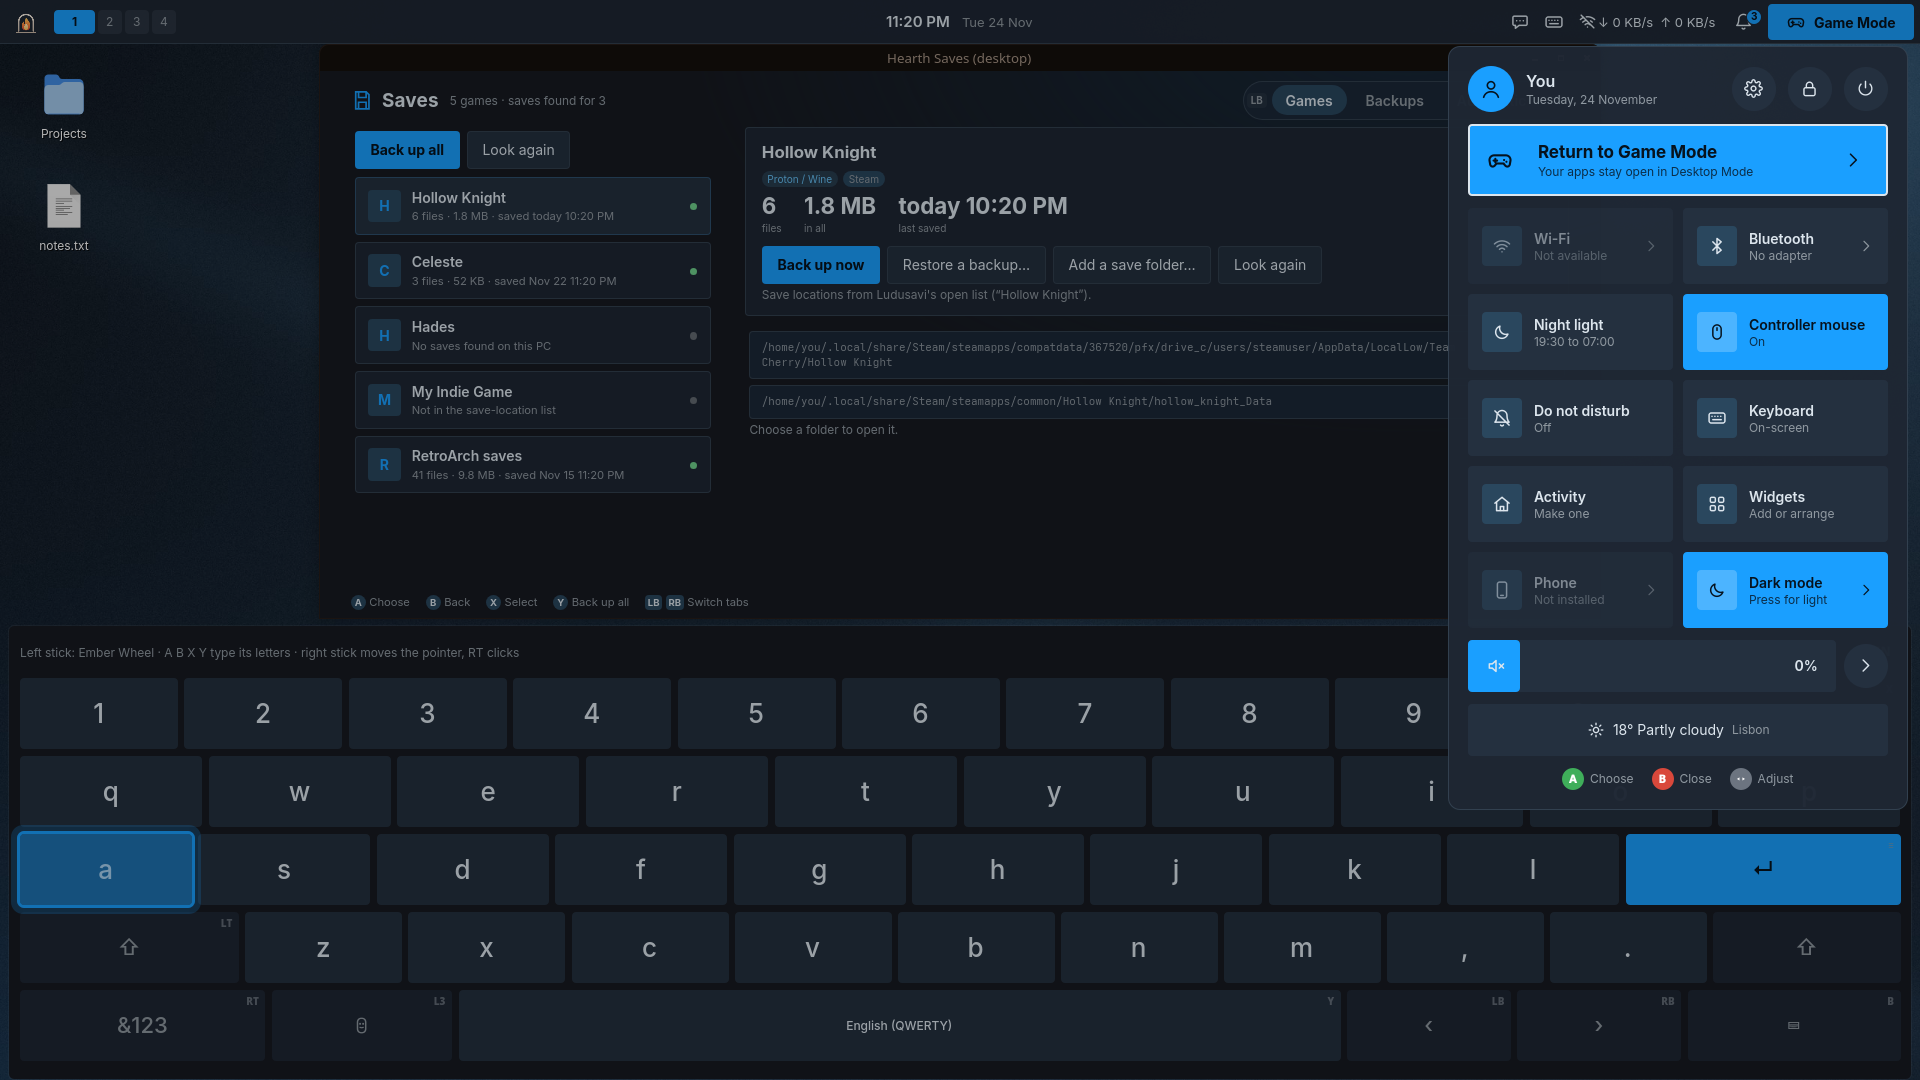 1 2 3 4
11:20 PM Tue 24 Nov
↓ 0 KB/s ↑ 0 KB/s
3
Game Mode
Projects
notes.txt
Hearth Saves (desktop)
Saves 5 games · saves found for 3
LB Games Backups
Back up all Look again
H Hollow Knight
6 files · 1.8 MB · saved today 10:20 PM
C Celeste
3 files · 52 KB · saved Nov 22 11:20 PM
H Hades
No saves found on this PC
M My Indie Game
Not in the save-location list
R RetroArch saves
41 files · 9.8 MB · saved Nov 15 11:20 PM
Hollow Knight
Proton / Wine Steam
6 1.8 MB today 10:20 PM
files in all last saved
Back up now Restore a backup... Add a save folder... Look again
Save locations from Ludusavi's open list (“Hollow Knight”).
/home/you/.local/share/Steam/steamapps/compatdata/367520/pfx/drive_c/users/steamuser/AppData/LocalLow/Tea
Cherry/Hollow Knight
/home/you/.local/share/Steam/steamapps/common/Hollow Knight/hollow_knight_Data
Choose a folder to open it.
A Choose B Back X Select Y Back up all LB RB Switch tabs
You
Tuesday, 24 November
Return to Game Mode
Your apps stay open in Desktop Mode
Wi-Fi
Not available
Bluetooth
No adapter
Night light
19:30 to 07:00
Controller mouse
On
Do not disturb
Off
Keyboard
On-screen
Activity
Make one
Widgets
Add or arrange
Phone
Not installed
Dark mode
Press for light
0%
18° Partly cloudy Lisbon
A Choose B Close Adjust
Left stick: Ember Wheel · A B X Y type its letters · right stick moves the pointer, RT clicks
1 2 3 4 5 6 7 8 9
q w e r t y u i o p
a s d f g h j k l
LT z x c v b n m , .
&123 RT L3 English (QWERTY) Y ‹ LB › RB B